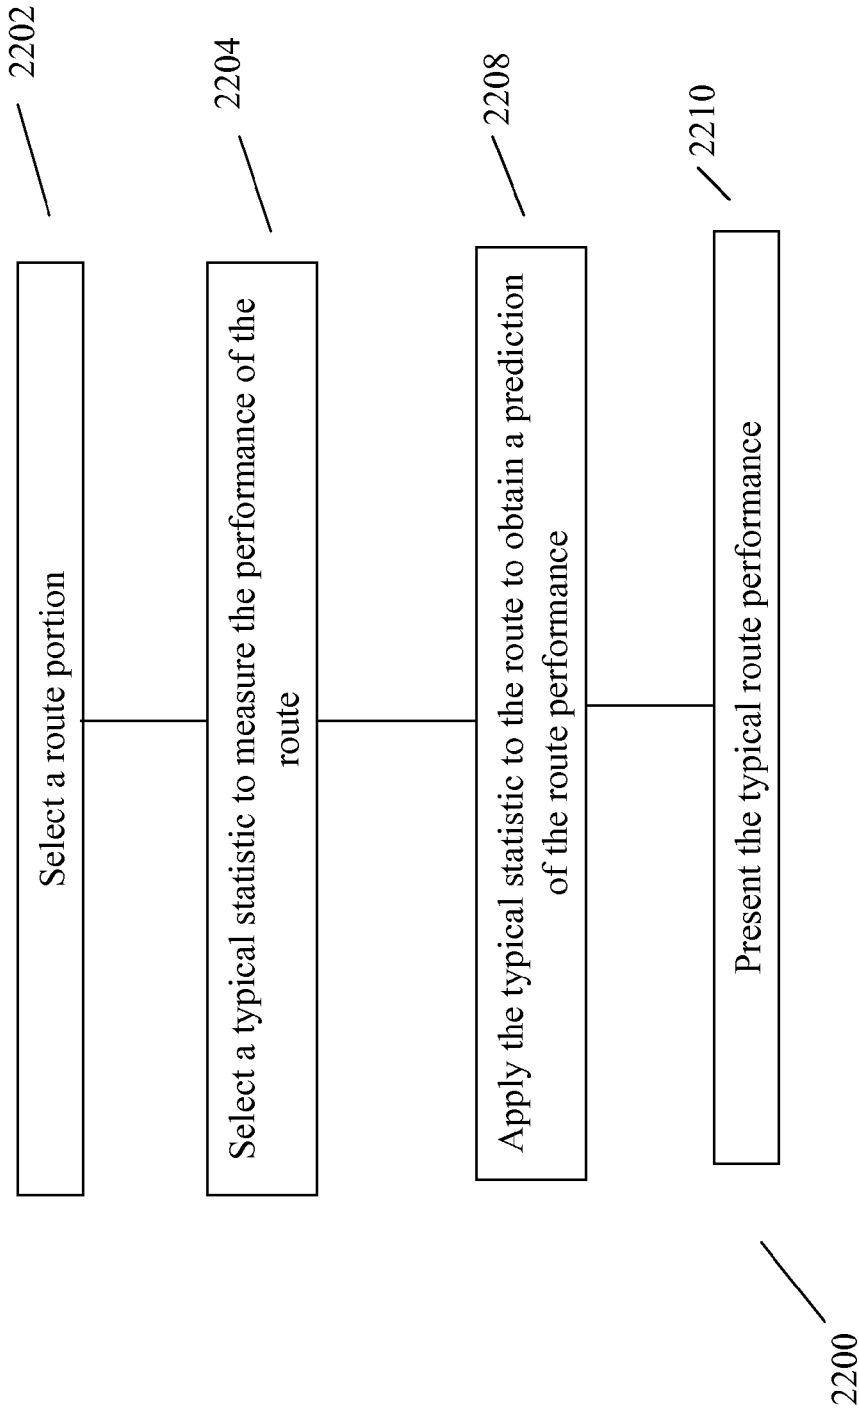 Select a route portion
2202
Select a typical statistic to measure the performance of the
route
2204
Apply the typical statistic to the route to obtain a prediction
of the route performance
2208
Present the typical route performance
2210
2200